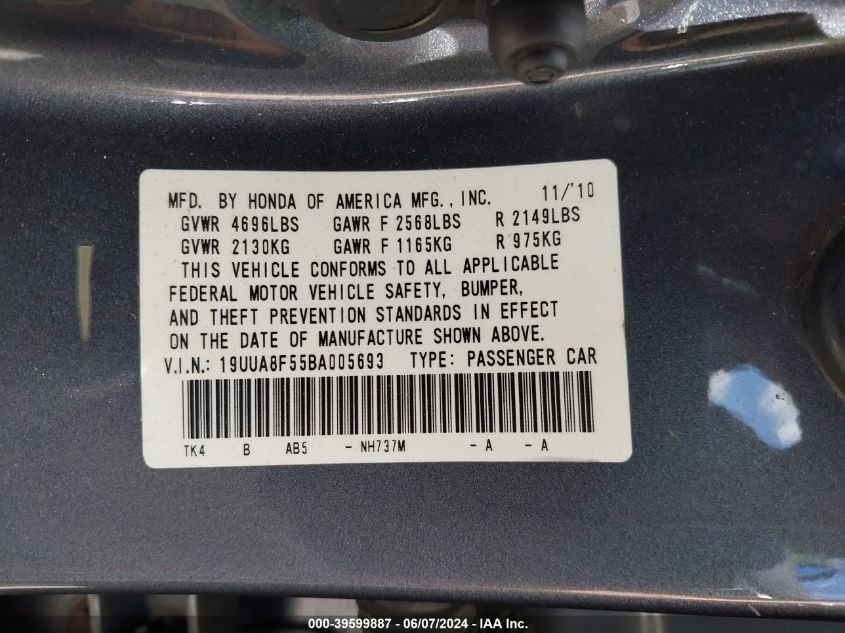 MFD. BY HONDA OF AMERICA MFG., INC. 11/'10
GVWR 4696LBS GAWR F 2568LBS R 2149LBS
GVWR 2130KG GAWR F 1165KG R 975KG
THIS VEHICLE CONFORMS TO ALL APPLICABLE
FEDERAL MOTOR VEHICLE SAFETY, BUMPER,
AND THEFT PREVENTION STANDARDS IN EFFECT
ON THE DATE OF MANUFACTURE SHOWN ABOVE.
V.I.N.: 19UUA8F55BA005693 TYPE: PASSENGER CAR
TK4 B AB5 - NH737M - A - A
000-39599887 - 06/07/2024 - IAA Inc.